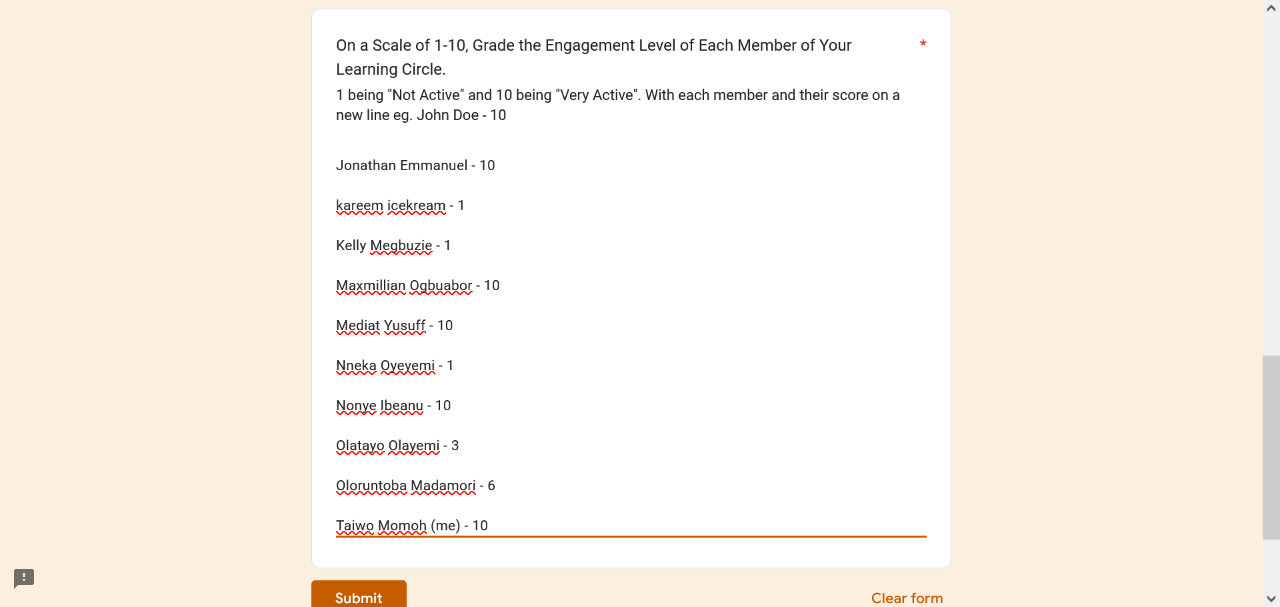 On a Scale of 1-10, Grade the Engagement Level of Each Member of Your *
Learning Circle.
1 being "Not Active" and 10 being "Very Active". With each member and their score on a
new line eg. John Doe - 10
Jonathan Emmanuel - 10
kareem icekream - 1
Kelly Megbuzie - 1
Maxmillian Ogbuabor - 10
Mediat Yusuff - 10
Nneka Oyeyemi - 1
Nonye Ibeanu - 10
Olatayo Olayemi - 3
Oloruntoba Madamori - 6
Taiwo Momoh (me) - 10
Submit
Clear form